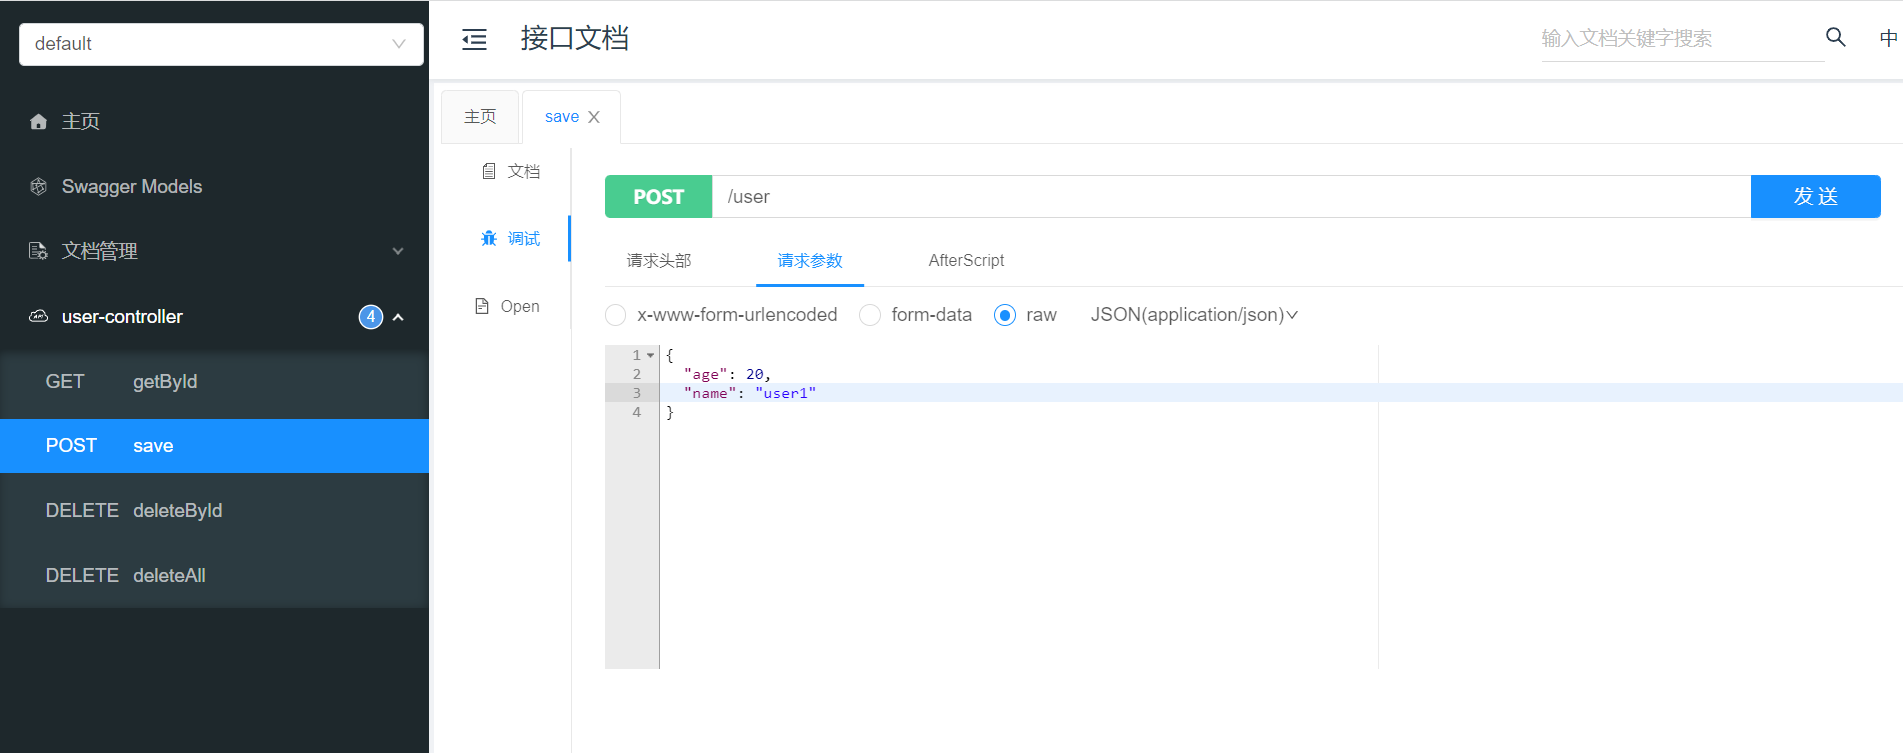 default
主页
Swagger Models
文档管理
user-controller 4
GET getById
POST save
DELETE deleteById
DELETE deleteAll
接口文档
输入文档关键字搜索
中
主页 save X
文档
调试
Open
POST /user 发 送
请求头部 请求参数 AfterScript
x-www-form-urlencoded form-data raw JSON(application/json)
1 {
2 "age": 20,
3 "name": "user1"
4 }